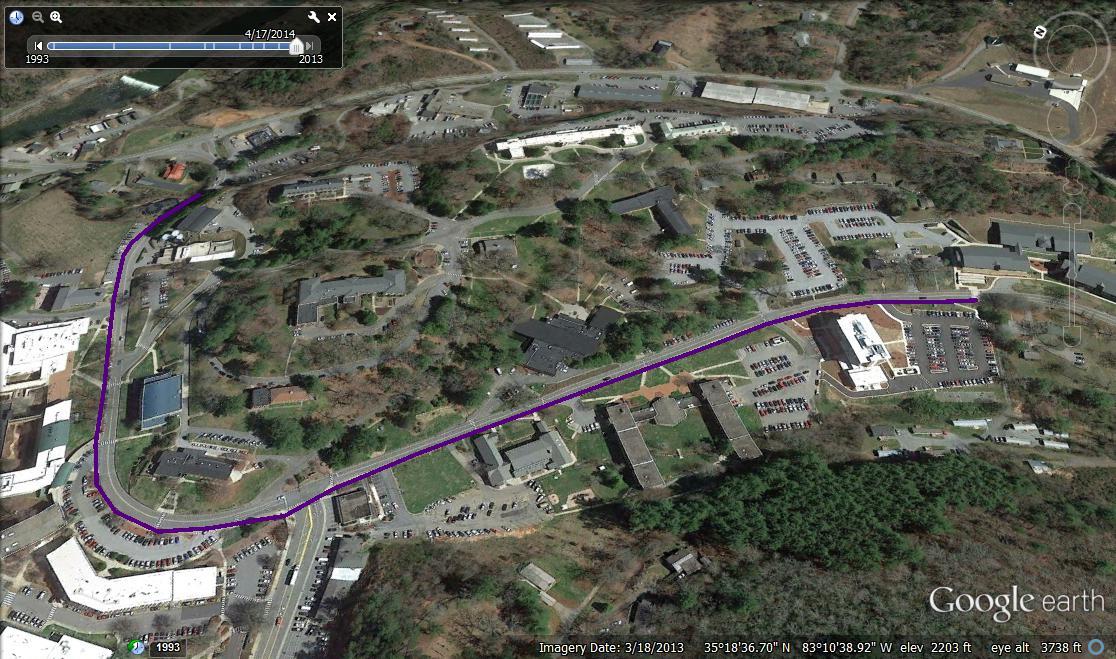 4/17/2014
1993
2013
Google earth
1993
Imagery Date: 3/18/2013 35°18'36.70" N 83°10'38.92" W elev 2203 ft eye alt 3738 ft